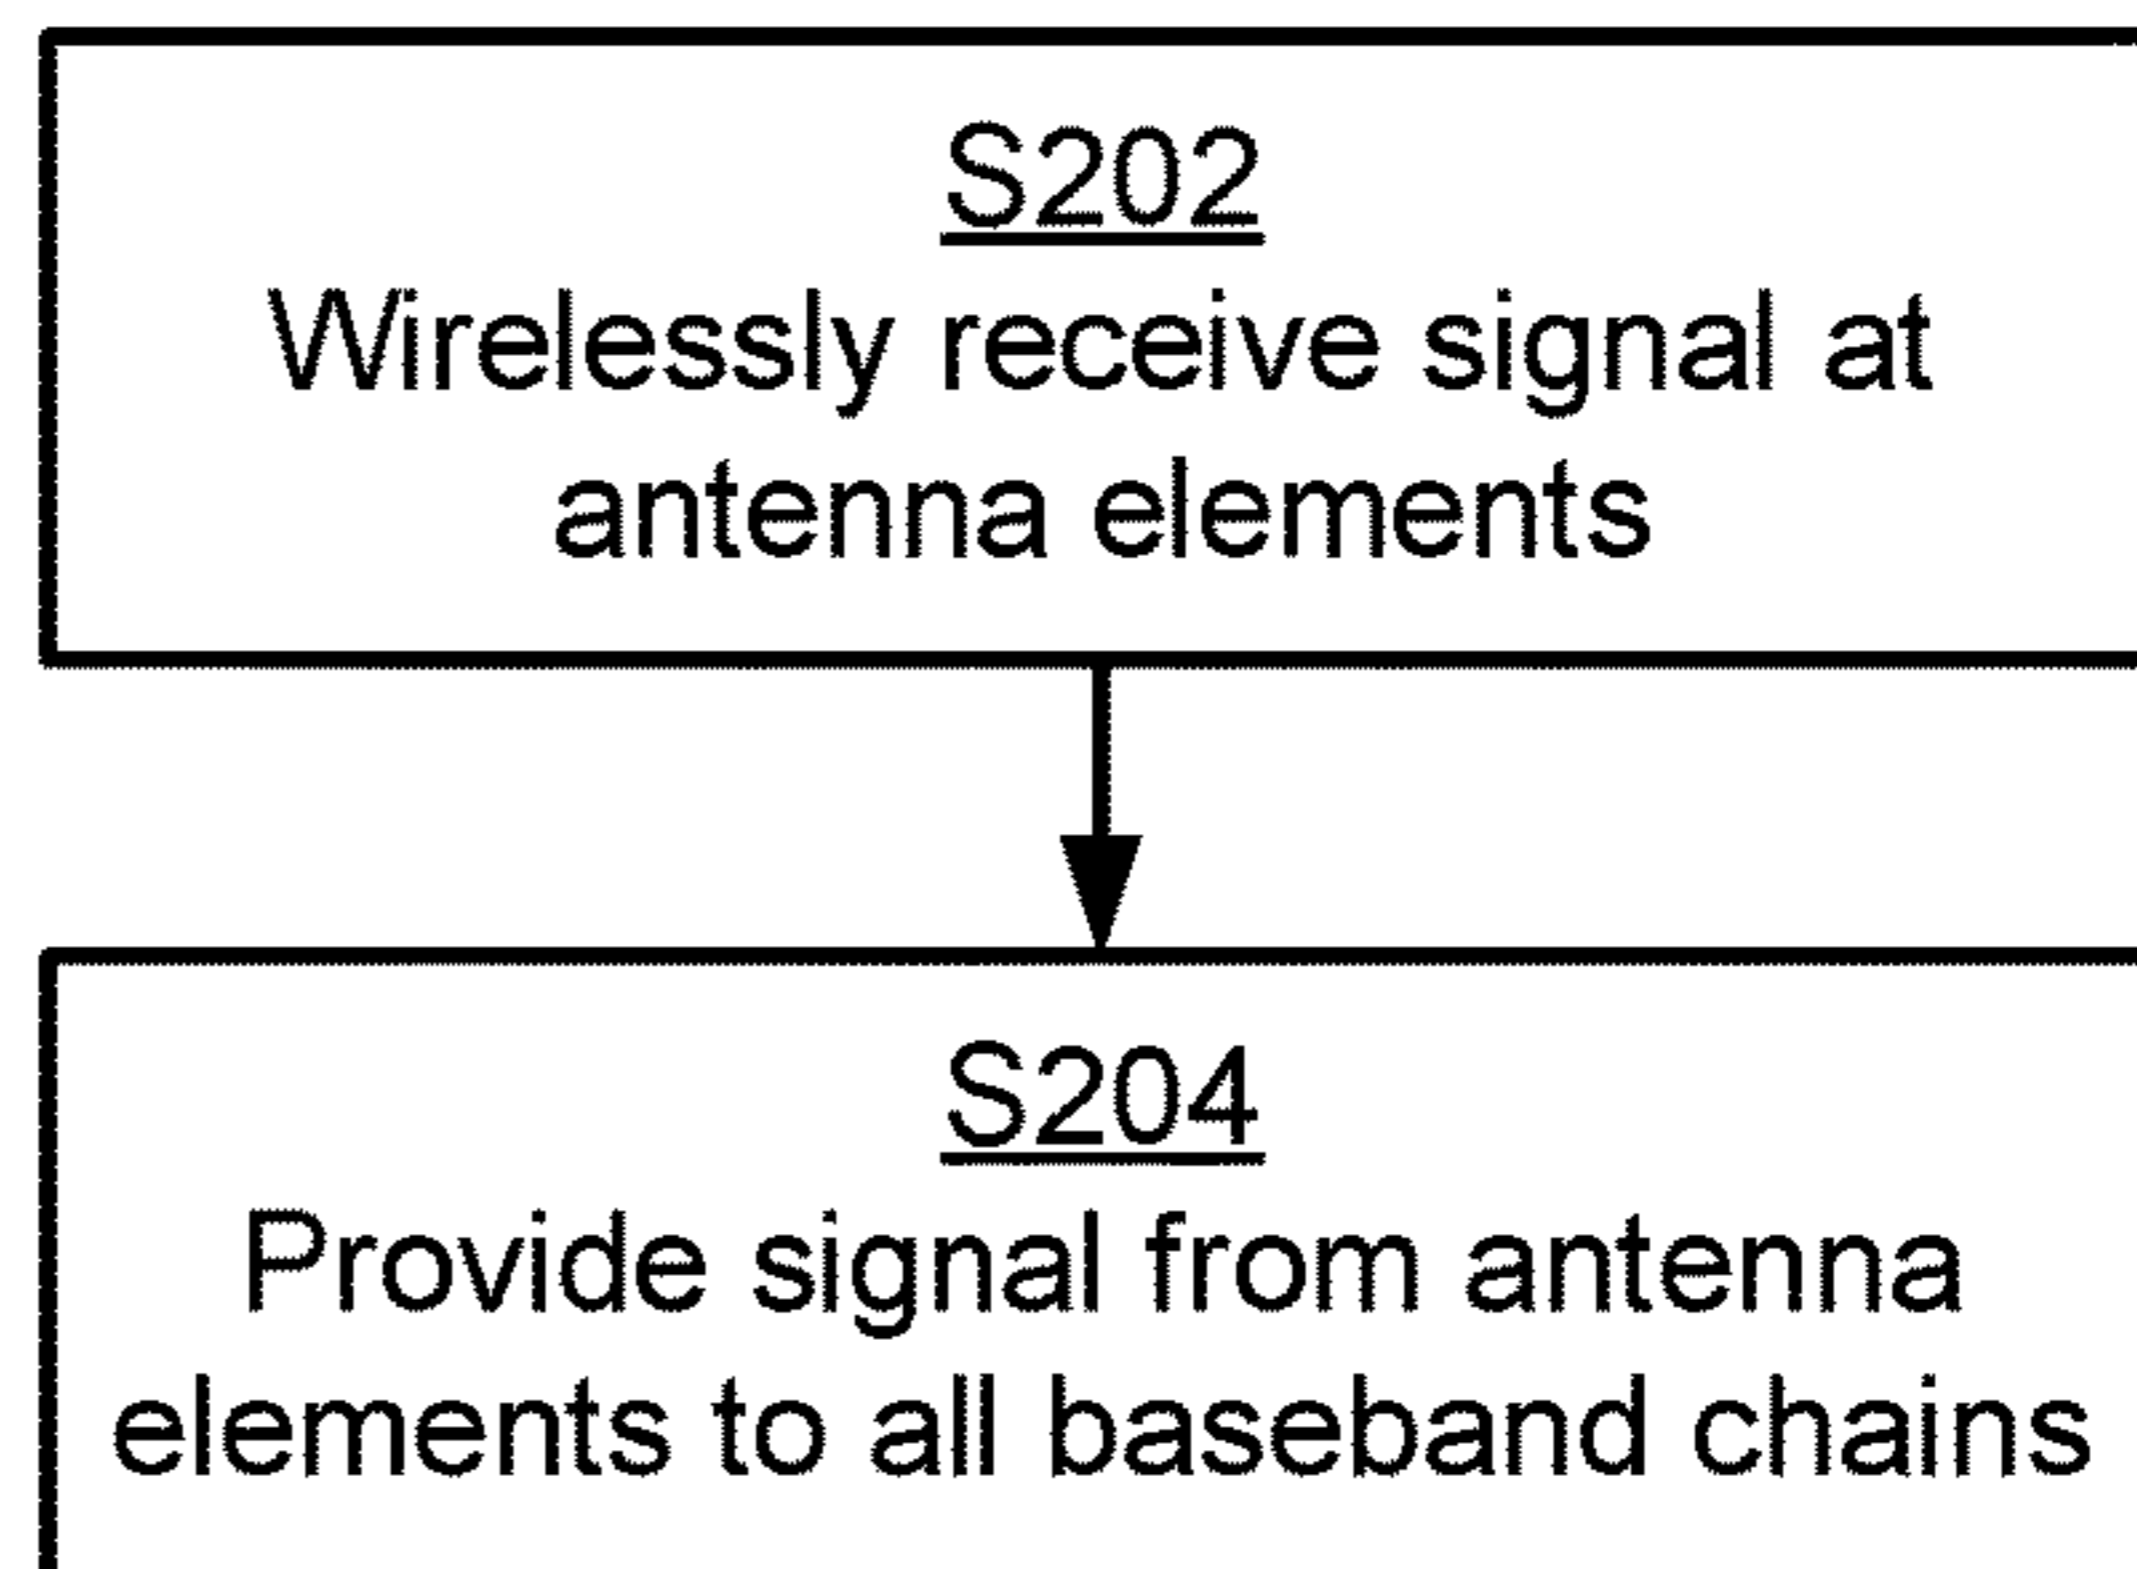 S202
Wirelessly receive signal at
antenna elements
S204
Provide signal from antenna
elements to all baseband chains